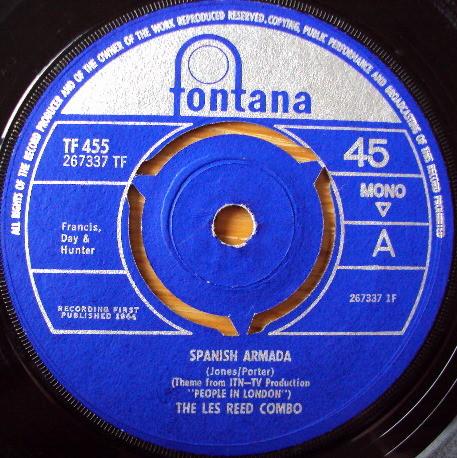 ALL RIGHTS OF THE RECORD PRODUCER AND OF THE OWNER OF THE WORK REPRODUCED RESERVED. COPYING, PUBLIC PERFORMANCE AND BROADCASTING OF THIS RECORD PROHIBITED
fontana
TF 455
267337 TF
45
MONO
A
Francis,
Day &
Hunter
RECORDING FIRST
PUBLISHED 1964
267337 1F
SPANISH ARMADA
(Jones/Porter)
(Theme from ITN—TV Production
"PEOPLE IN LONDON")
THE LES REED COMBO